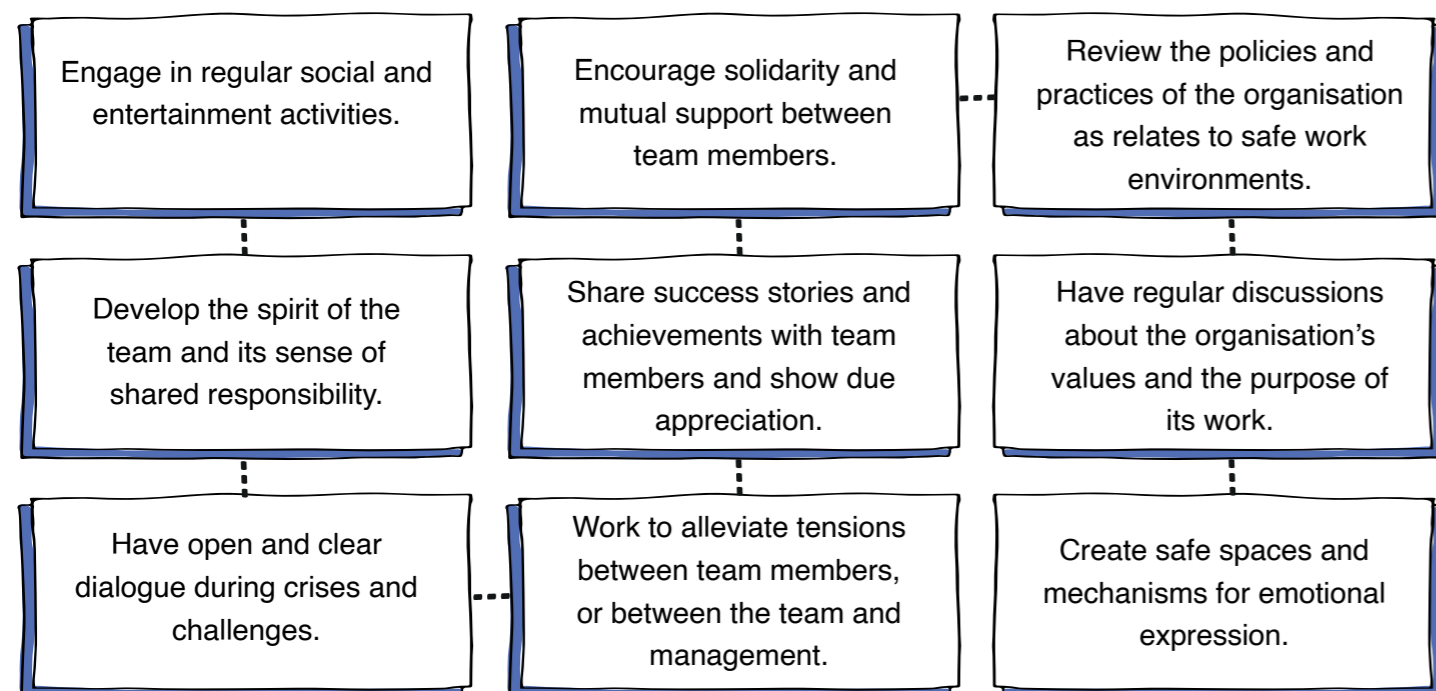 Engage in regular social and
entertainment activities.
Develop the spirit of the
team and its sense of
shared responsibility.
Have open and clear
dialogue during crises and
challenges.
Work to alleviate tensions
between team members,
or between the team and
management.
Share success stories and
achievements with team
members and show due
appreciation.
Encourage solidarity and
mutual support between
team members.
Review the policies and
practices of the organisation
as relates to safe work
environments.
Have regular discussions
about the organisation’s
values and the purpose of
its work.
Create safe spaces and
mechanisms for emotional
expression.